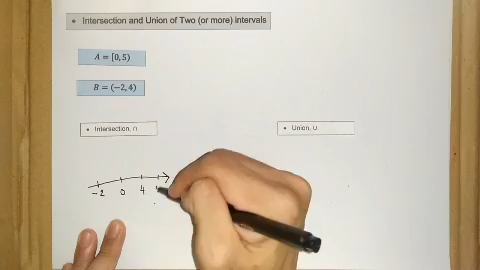 • Intersection and Union of Two (or more) intervals
A = [0, 5)
B = (−2, 4)
• Intersection, ∩
• Union, ∪
−2 0 4